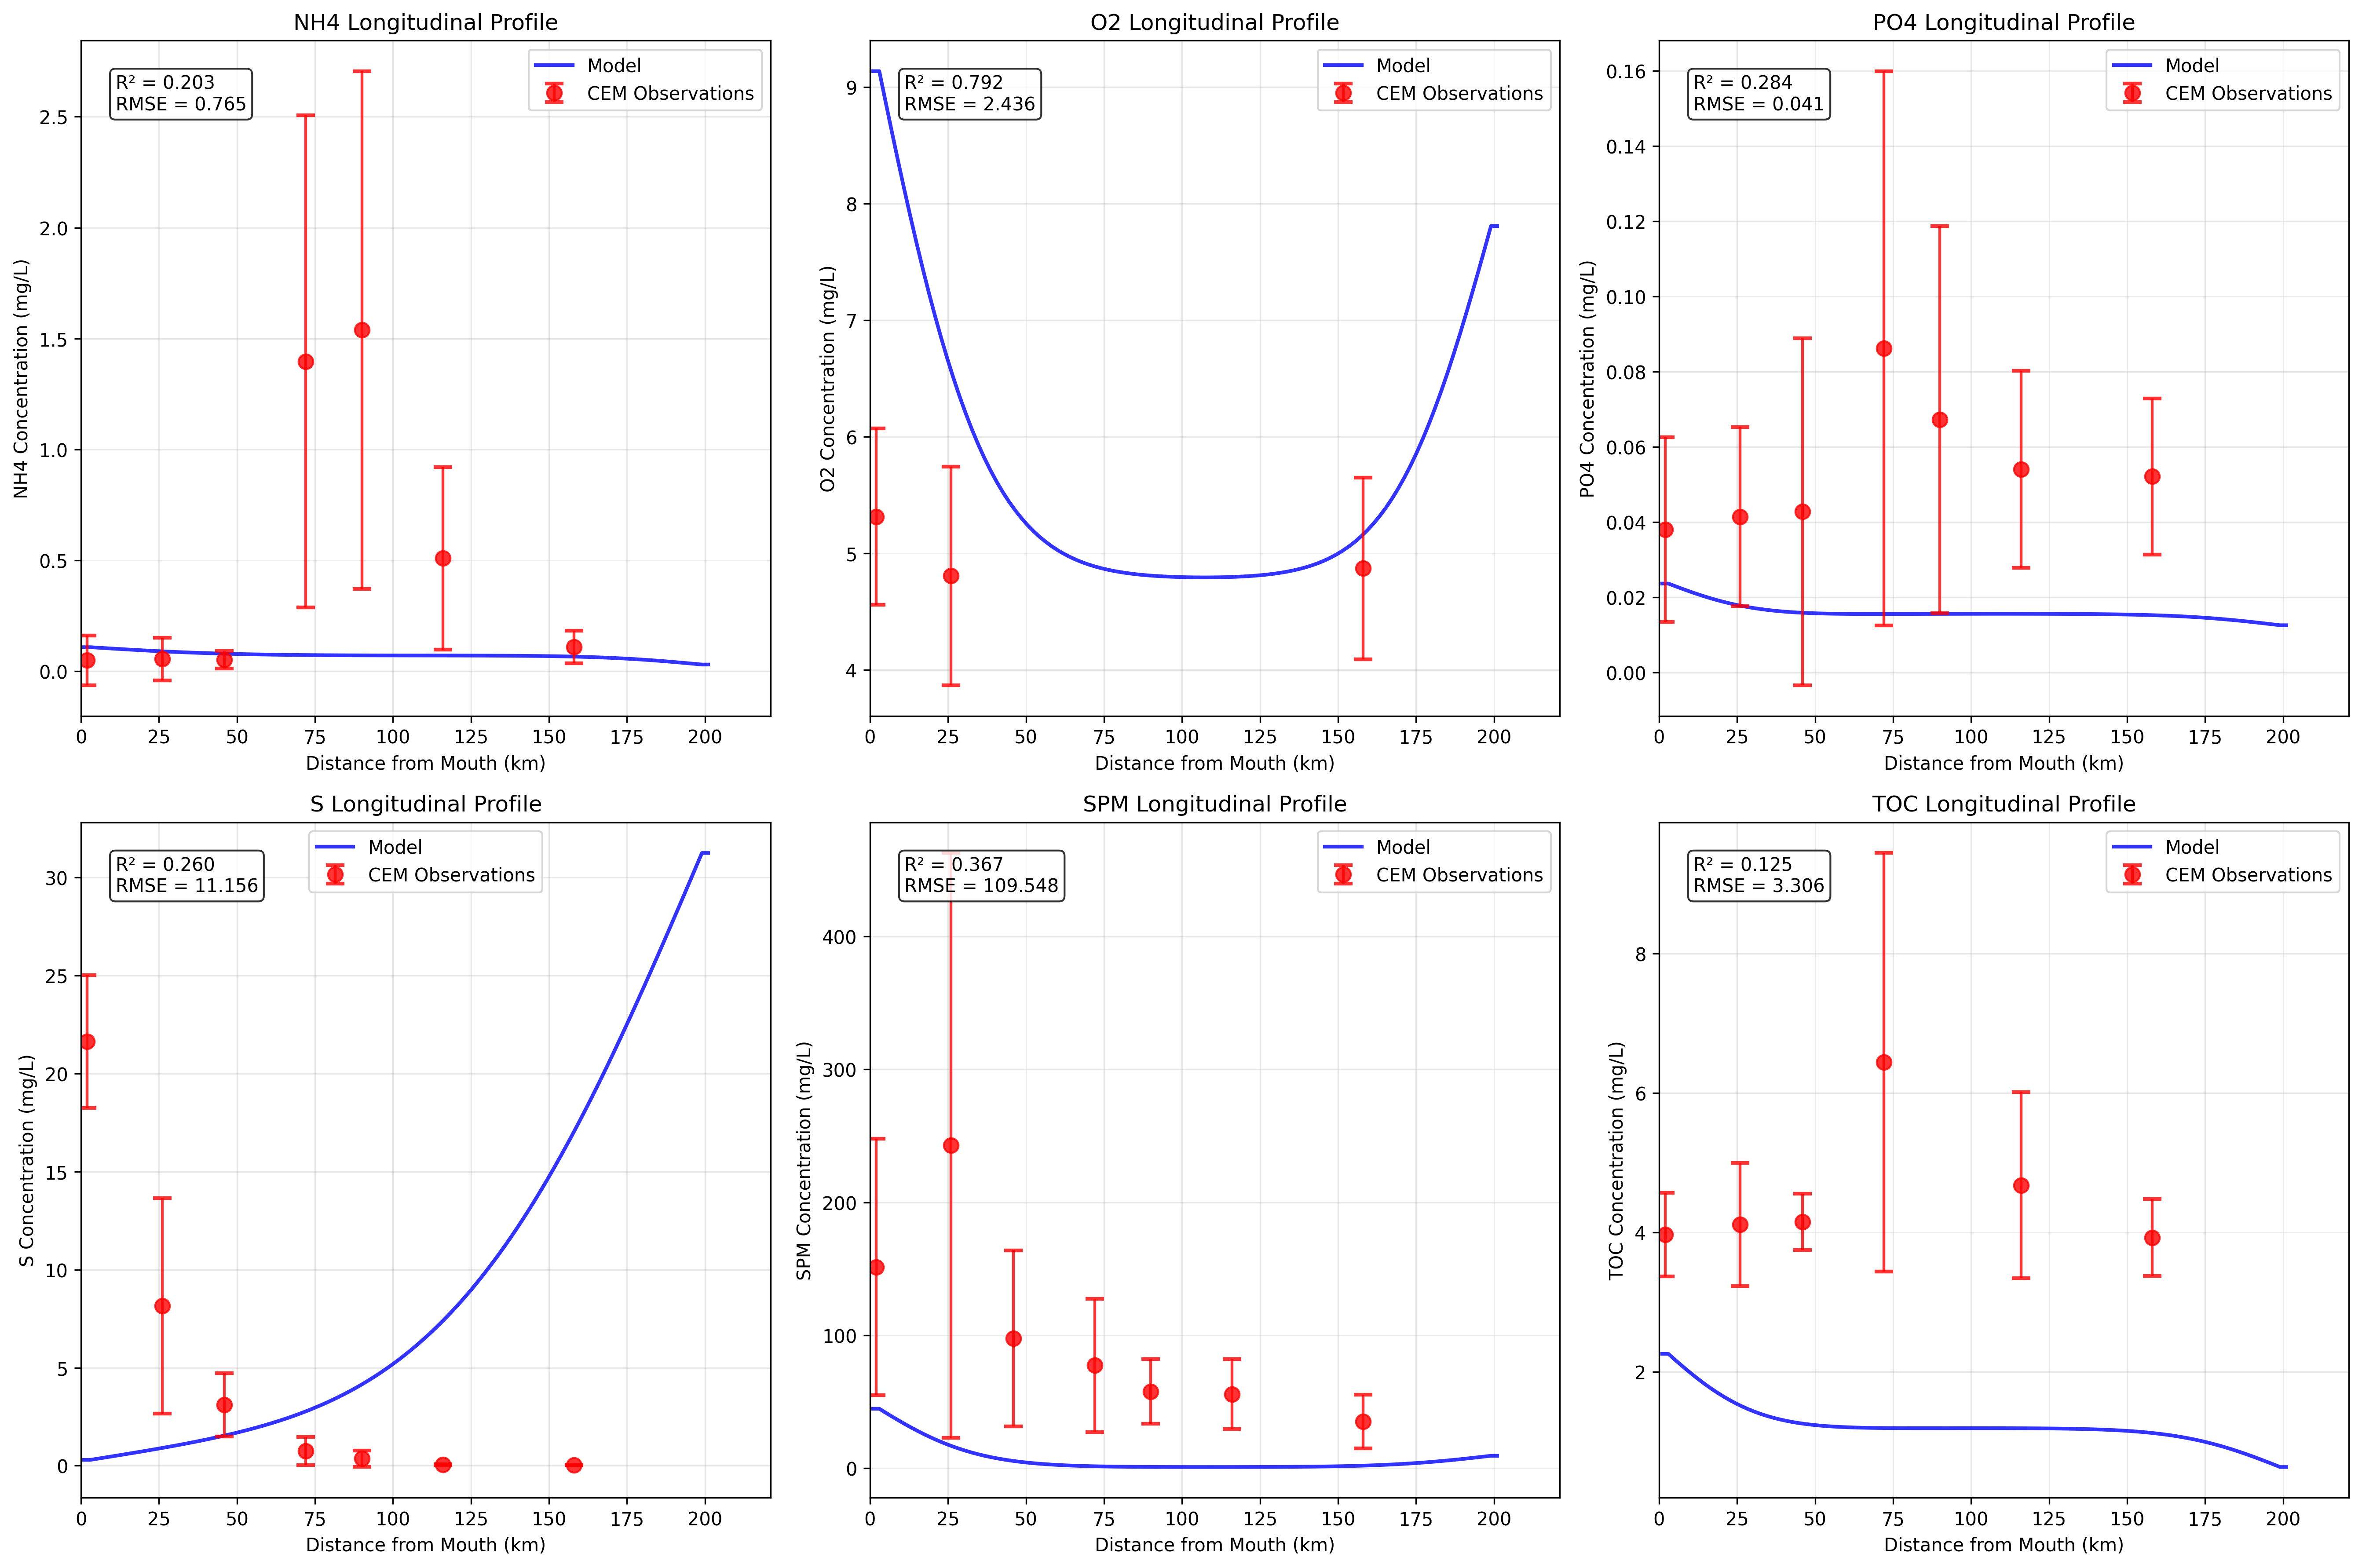 NH4 Longitudinal Profile
R² = 0.203
RMSE = 0.765
Model
CEM Observations
NH4 Concentration (mg/L)
2.5
2.0
1.5
1.0
0.5
0.0
0 25 50 75 100 125 150 175 200
Distance from Mouth (km)
O2 Longitudinal Profile
R² = 0.792
RMSE = 2.436
Model
CEM Observations
O2 Concentration (mg/L)
9
8
7
6
5
4
0 25 50 75 100 125 150 175 200
Distance from Mouth (km)
PO4 Longitudinal Profile
R² = 0.284
RMSE = 0.041
Model
CEM Observations
PO4 Concentration (mg/L)
0.16
0.14
0.12
0.10
0.08
0.06
0.04
0.02
0.00
0 25 50 75 100 125 150 175 200
Distance from Mouth (km)
S Longitudinal Profile
R² = 0.260
RMSE = 11.156
Model
CEM Observations
S Concentration (mg/L)
30
25
20
15
10
5
0
0 25 50 75 100 125 150 175 200
Distance from Mouth (km)
SPM Longitudinal Profile
R² = 0.367
RMSE = 109.548
Model
CEM Observations
SPM Concentration (mg/L)
400
300
200
100
0
0 25 50 75 100 125 150 175 200
Distance from Mouth (km)
TOC Longitudinal Profile
R² = 0.125
RMSE = 3.306
Model
CEM Observations
TOC Concentration (mg/L)
8
6
4
2
0 25 50 75 100 125 150 175 200
Distance from Mouth (km)